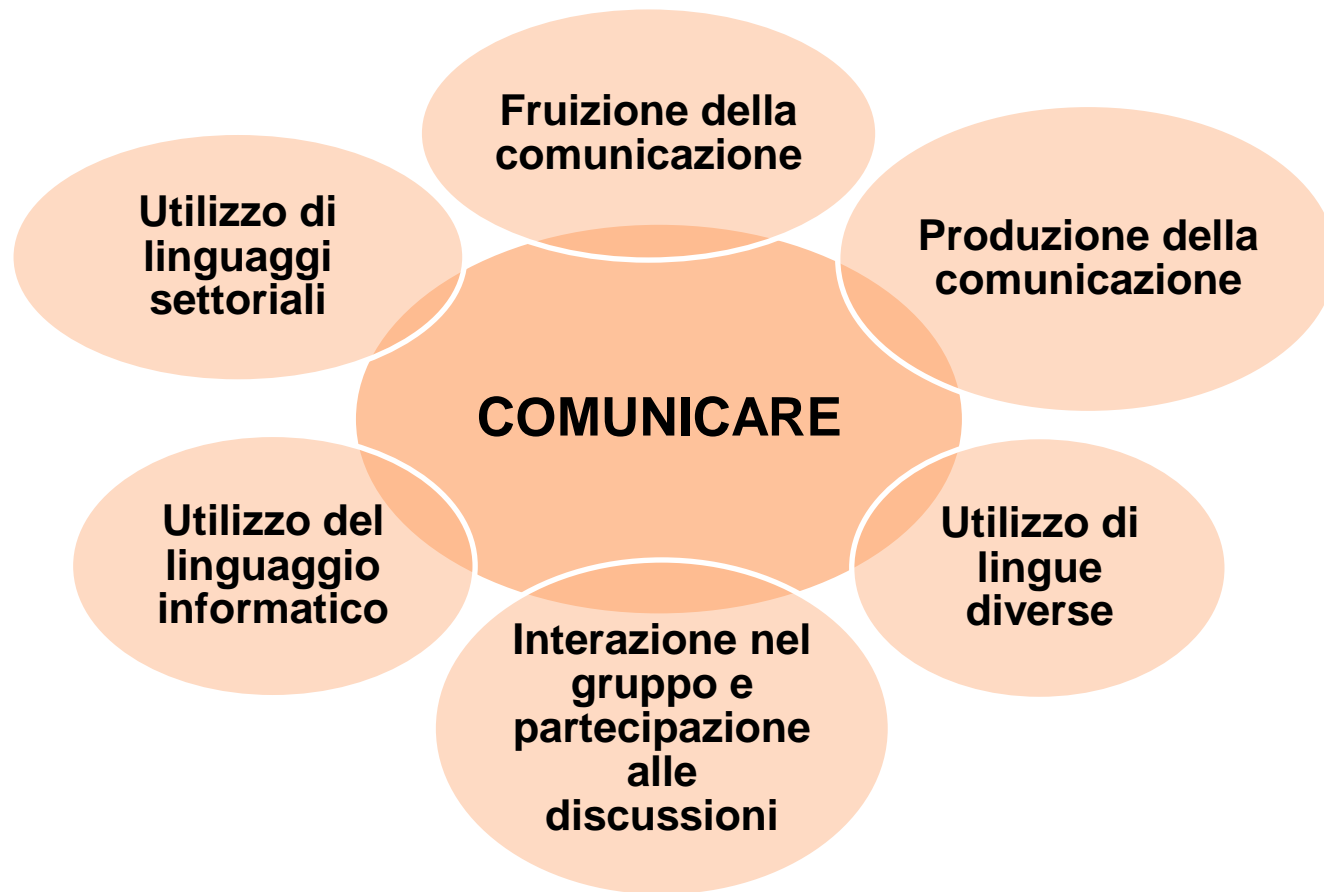 Fruizione della
comunicazione
Produzione della
comunicazione
Utilizzo di
lingue
diverse
Interazione nel
gruppo e
partecipazione
alle
discussioni
Utilizzo del
linguaggio
informatico
Utilizzo di
linguaggi
settoriali
COMUNICARE